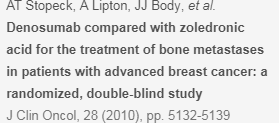 AT Stopeck, A Lipton, JJ Body, et al.
Denosumab compared with zoledronic
acid for the treatment of bone metastases
in patients with advanced breast cancer: a
randomized, double-blind study
J Clin Oncol, 28 (2010), pp. 5132-5139